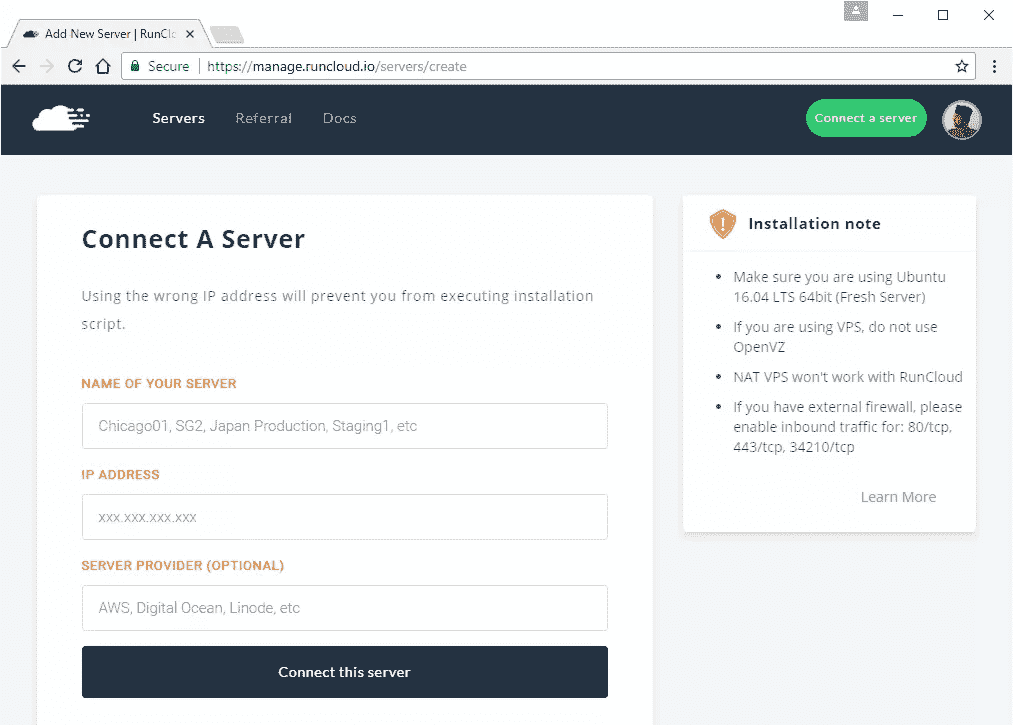 Add New Server | RunClo
Secure
https://manage.runcloud.io/servers/create
Servers
Referral
Docs
Connect a server
Connect A Server
Using the wrong IP address will prevent you from executing installation
script.
NAME OF YOUR SERVER
Chicago01, SG2, Japan Production, Staging1, etc
IP ADDRESS
xxx.xxx.xxx.xxx
SERVER PROVIDER (OPTIONAL)
AWS, Digital Ocean, Linode, etc
Connect this server
Installation note
Make sure you are using Ubuntu
16.04 LTS 64bit (Fresh Server)
If you are using VPS, do not use
OpenVZ
NAT VPS won't work with RunCloud
If you have external firewall, please
enable inbound traffic for: 80/tcp,
443/tcp, 34210/tcp
Learn More